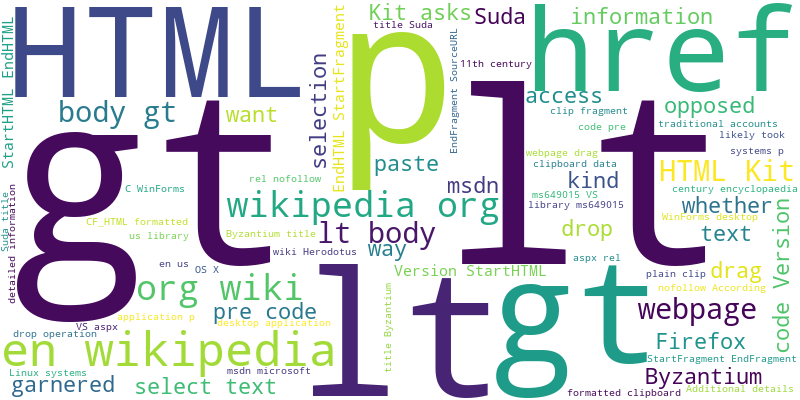 HTML
p
href
Kit asks
Suda
information
title Suda
StartHTML EndHTML
body gt
want
selection
EndHTML StartFragment
EndFragment SourceURL
11th century
access
clip fragment
opposed
traditional accounts
code pre
likely took
gt
lt
paste
webpage drag
systems p
clipboard data
HTML Kit
rel nofollow
C WinForms
msdn
kind
century encyclopaedia
ms649015 VS
library ms649015
whether
wikipedia org
WinForms desktop
CF_HTML formatted
us library
Byzantium title
lt body
drop
text
Suda title
detailed information
wiki Herodotus
way
aspx rel
en us
OS X
Version StartHTML
plain clip
drag
code Version
org wiki
lt
gt
nofollow According
pre code
webpage
application p
desktop application
VS aspx
drop operation
title Byzantium
en wikipedia
Firefox
StartFragment EndFragment
Linux systems
msdn microsoft
Byzantium
garnered
select text
formatted clipboard
Additional details